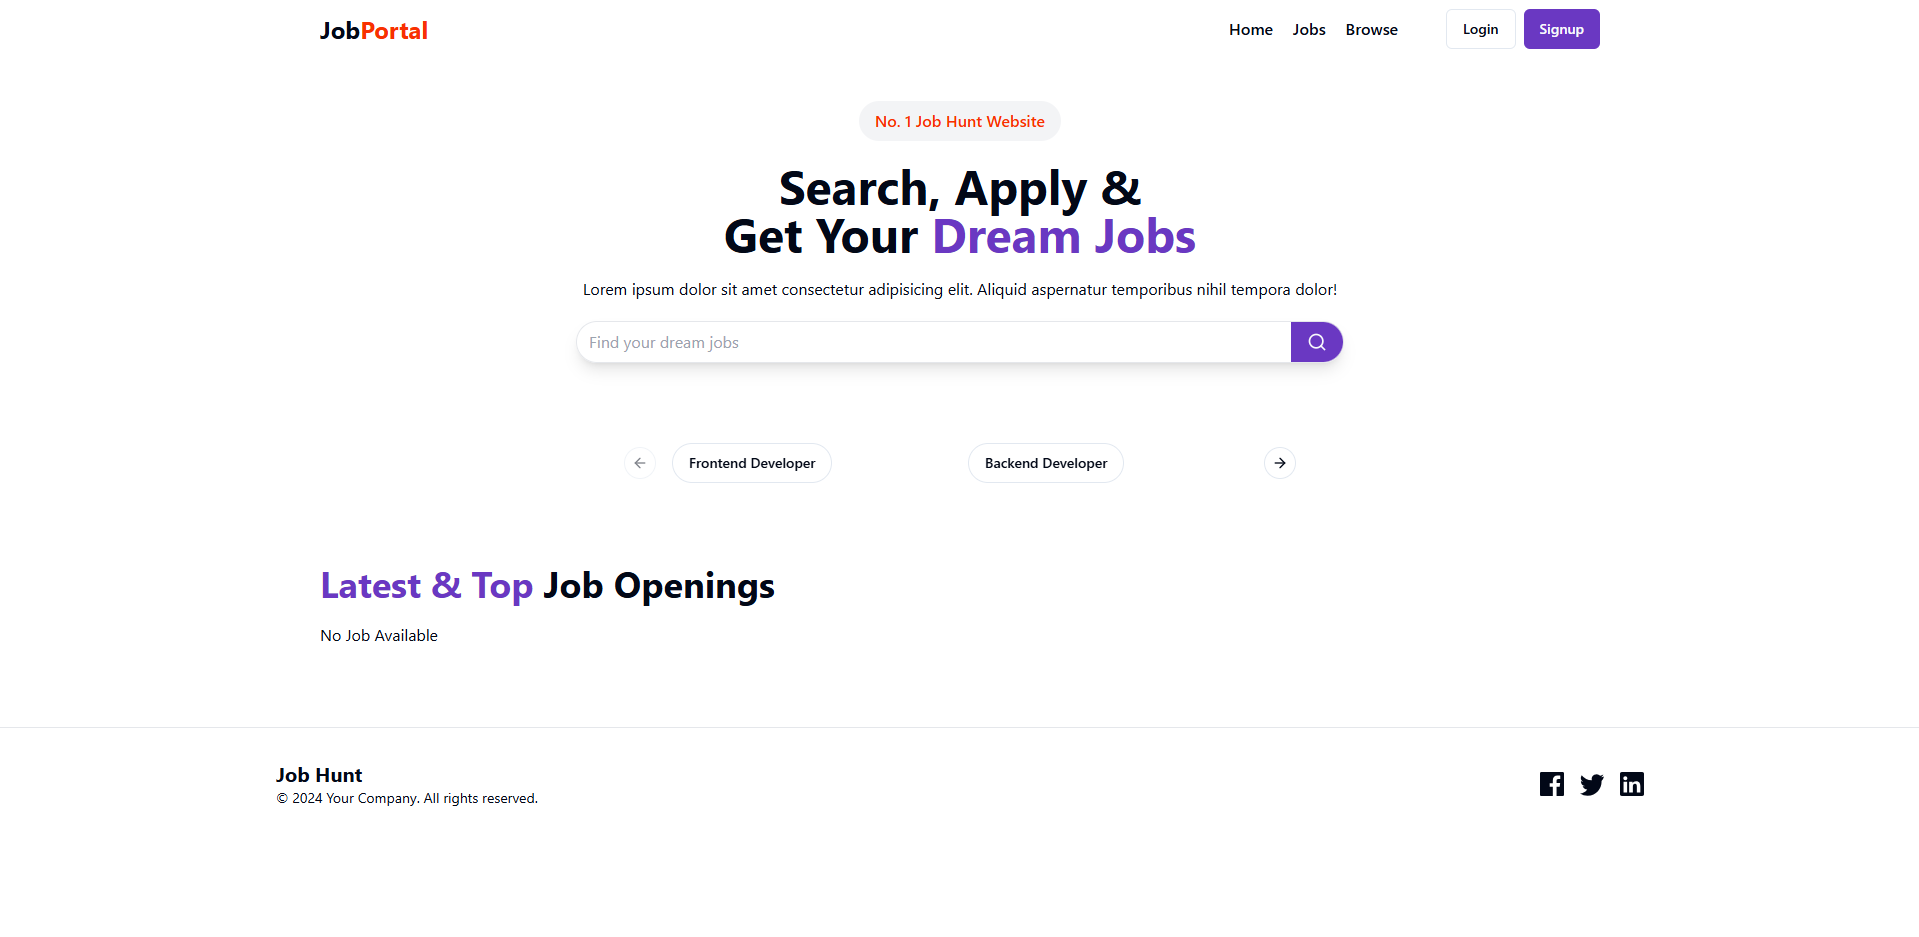 JobPortal
Home Jobs Browse Login Signup
No. 1 Job Hunt Website
Search, Apply &
Get Your Dream Jobs
Lorem ipsum dolor sit amet consectetur adipisicing elit. Aliquid aspernatur temporibus nihil tempora dolor!
Find your dream jobs
Frontend Developer Backend Developer
Latest & Top Job Openings
No Job Available
Job Hunt
© 2024 Your Company. All rights reserved.